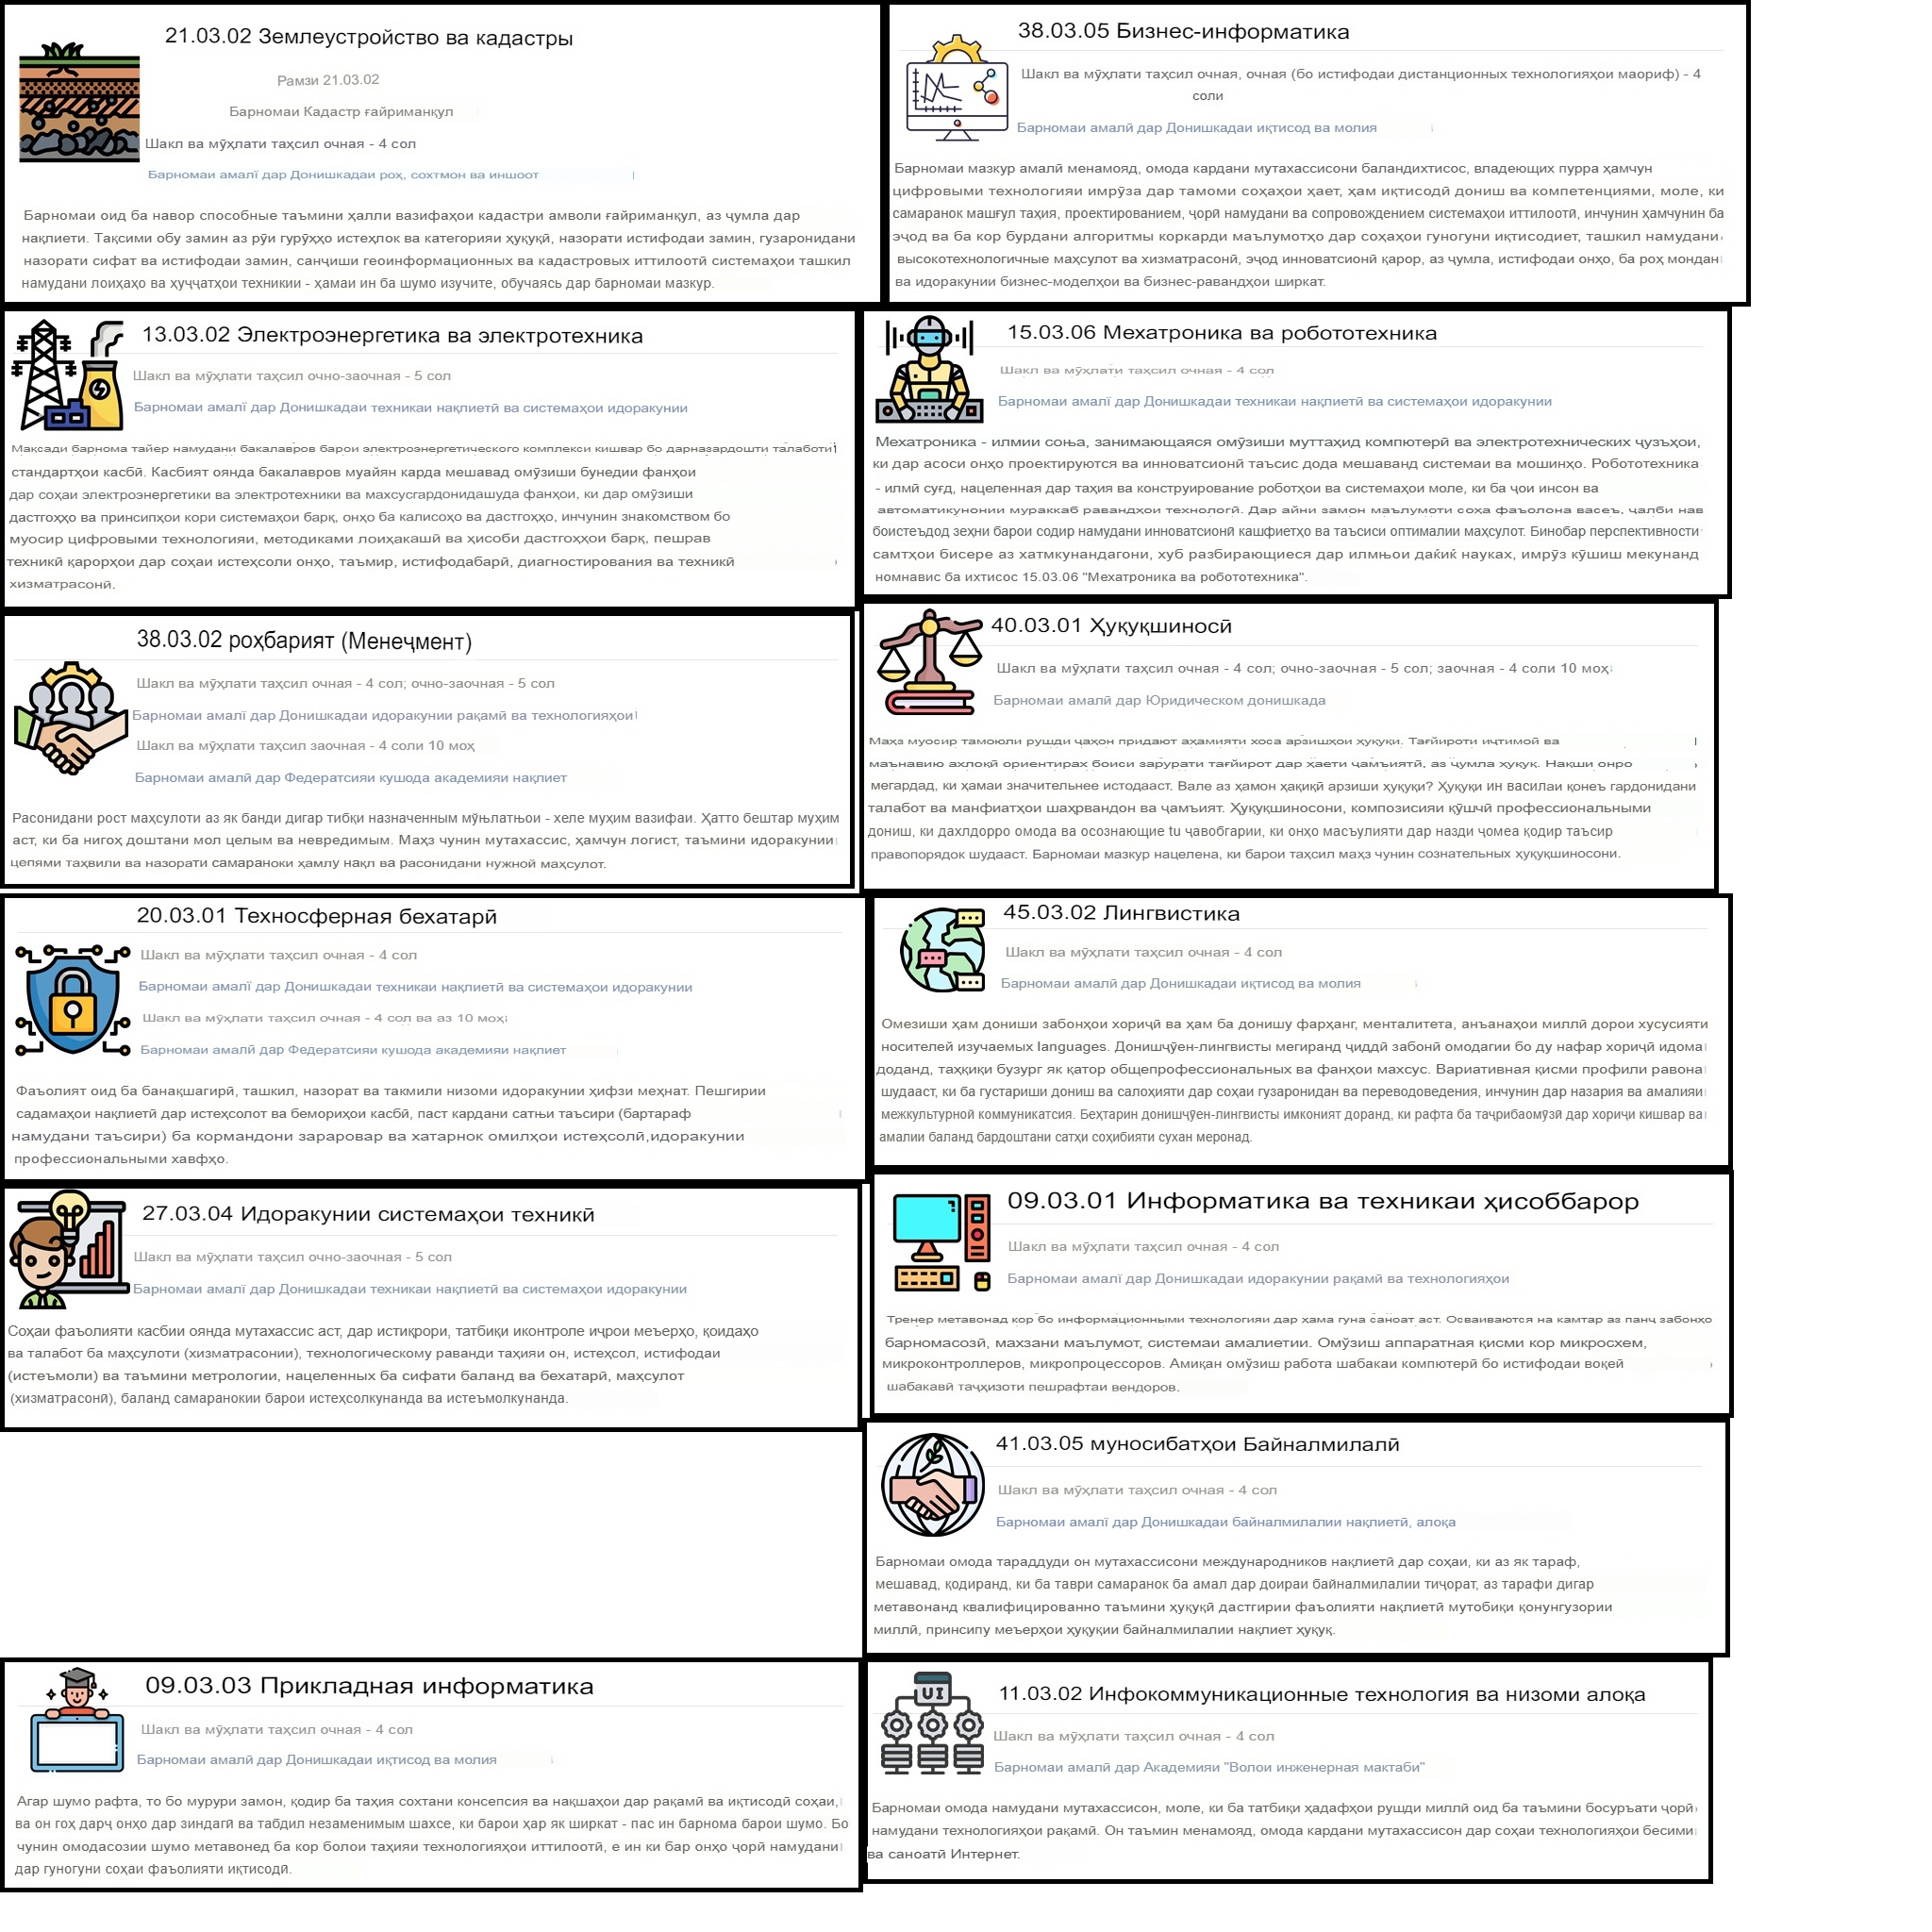 21.03.02 Землеустройство ва кадастры
Рамзи 21.03.02
Барномаи Кадастр ғайриманқул
Шакл ва мӯҳлати таҳсил очная - 4 сол
Барномаи амалӣ дар Донишкадаи роҳ, сохтмон ва иншоот
Барномаи оид ба навор способные таъмини ҳалли вазифаҳои кадастри амволи ғайриманқул, аз ҷумла дар
нақлиети. Тақсими обу замин аз рӯи гурӯҳҳо истеҳлок ва категорияи ҳуқуқӣ, назорати истифодаи замин, гузаронидани
назорати сифат ва истифодаи замин, санҷиши геоинформационных ва кадастровых иттилоотӣ системаҳои ташкил
намудани лоиҳаҳо ва ҳуҷҷатҳои техникии - ҳамаи ин ба шумо изучите, обучаясь дар барномаи мазкур.
38.03.05 Бизнес-информатика
Шакл ва мӯҳлати таҳсил очная, очная (бо истифодаи дистанционных технологияҳои маориф) - 4
соли
Барномаи амалӣ дар Донишкадаи иқтисод ва молия
Барномаи мазкур амалӣ менамояд, омода кардани мутахассисони баландихтисос, владеющих пурра ҳамчун
цифровыми технологияи имрӯза дар тамоми соҳаҳои ҳает, ҳам иқтисодӣ дониш ва компетенциями, моле, ки
самаранок машғул таҳия, проектированием, ҷорӣ намудани ва сопровождением системаҳои иттилоотӣ, инчунин ҳамчунин ба
эҷод ва ба кор бурдани алгоритмы коркарди маълумотҳо дар соҳаҳои гуногуни иқтисодиет, ташкил намудани
высокотехнологичные маҳсулот ва хизматрасонӣ, эҷод инноватсионӣ қарор, аз ҷумла, истифодаи онҳо, ба роҳ мондан
ва идоракунии бизнес-моделҳои ва бизнес-равандҳои ширкат.
13.03.02 Электроэнергетика ва электротехника
Шакл ва мӯҳлати таҳсил очно-заочная - 5 сол
Барномаи амалӣ дар Донишкадаи техникаи нақлиетӣ ва системаҳои идоракунии
Мақсади барнома тайер намудани бакалавров барои электроэнергетического комплекси кишвар бо дарназардошти талаботи
стандартҳои касбӣ. Касбият оянда бакалавров муайян карда мешавад омӯзиши бунедии фанҳои
дар соҳаи электроэнергетики ва электротехники ва махсусгардонидашуда фанҳои, ки дар омӯзиши
дастгоҳҳо ва принсипҳои кори системаҳои барқ, онҳо ба калисоҳо ва дастгоҳҳо, инчунин знакомством бо
муосир цифровыми технологияи, методиками лоиҳакашӣ ва ҳисоби дастгоҳҳои барқ, пешрав
техникӣ қарорҳои дар соҳаи истеҳсоли онҳо, таъмир, истифодабарӣ, диагностирования ва техникӣ
хизматрасонӣ.
15.03.06 Мехатроника ва робототехника
Шакл ва мӯҳлати таҳсил очная - 4 сол
Барномаи амалӣ дар Донишкадаи техникаи нақлиетӣ ва системаҳои идоракунии
Мехатроника - илмии соҳа, занимающаяся омӯзиши муттаҳид компютерӣ ва электротехнических ҷузъҳои,
ки дар асоси онҳо проектируются ва инноватсионӣ таъсис дода мешаванд системаи ва мошинҳо. Робототехника
- илмӣ суғд, нацеленная дар таҳия ва конструирование роботҳои ва системаҳои моле, ки ба ҷои инсон ва
автоматикунонии мураккаб равандҳои технологӣ. Дар айни замон маълумоти соҳа фаъолона васеъ, ҷалби нав
боистеъдод зеҳни барои содир намудани инноватсионӣ кашфиетҳо ва таъсиси оптималии маҳсулот. Бинобар перспективности
самтҳои бисере аз хатмкунандагони, хуб разбирающиеся дар илмьои даќиќ науках, имрӯз кӯшиш мекунанд
номнавис ба ихтисос 15.03.06 "Мехатроника ва робототехника".
38.03.02 роҳбарият (Менеҷмент)
Шакл ва мӯҳлати таҳсил очная - 4 сол; очно-заочная - 5 сол
Барномаи амалӣ дар Донишкадаи идоракунии рақамӣ ва технологияҳои
Шакл ва мӯҳлати таҳсил заочная - 4 соли 10 моҳ
Барномаи амалӣ дар Федератсияи кушода академияи нақлиет
Расонидани рост маҳсулоти аз як банди дигар тибқи назначенным мӯњлатњои - хеле муҳим вазифаи. Ҳатто бештар муҳим
аст, ки ба нигоҳ доштани мол целым ва невредимым. Маҳз чунин мутахассис, ҳамчун логист, таъмини идоракунии
цепями таҳвили ва назорати самараноки ҳамлу нақл ва расонидани нужной маҳсулот.
40.03.01 Ҳуқуқшиносӣ
Шакл ва мӯҳлати таҳсил очная - 4 сол; очно-заочная - 5 сол; заочная - 4 соли 10 моҳ
Барномаи амалӣ дар Юридическом донишкада
Маҳз муосир тамоюли рушди ҷаҳон придают аҳамияти хоса арзишҳои ҳуқуқи. Тағйироти иҷтимоӣ ва
маънавию ахлоқӣ ориентирах боиси зарурати тағйирот дар ҳаети ҷамъиятӣ, аз ҷумла ҳуқуқ. Нақши онро
мегардад, ки ҳамаи значительнее истодааст. Вале аз ҳамон ҳақиқӣ арзиши ҳуқуқи? Ҳуқуқи ин василаи қонеъ гардонидани
талабот ва манфиатҳои шаҳрвандон ва ҷамъият. Ҳуқуқшиносони, композисияи қӯшчӣ профессиональными
дониш, ки дахлдорро омода ва осознающие tu ҷавобгарии, ки онҳо масъулияти дар назди ҷомеа қодир таъсир
правопорядок шудааст. Барномаи мазкур нацелена, ки барои таҳсил маҳз чунин сознательных ҳуқуқшиносони.
20.03.01 Техносферная бехатарӣ
Шакл ва мӯҳлати таҳсил очная - 4 сол
Барномаи амалӣ дар Донишкадаи техникаи нақлиетӣ ва системаҳои идоракунии
Шакл ва мӯҳлати таҳсил очная - 4 сол ва аз 10 моҳ
Барномаи амалӣ дар Федератсияи кушода академияи нақлиет
Фаъолият оид ба банақшагирӣ, ташкил, назорат ва такмили низоми идоракунии ҳифзи меҳнат. Пешгирии
садамаҳои нақлиетӣ дар истеҳсолот ва бемориҳои касбӣ, паст кардани сатњи таъсири (бартараф
намудани таъсири) ба кормандони зараровар ва хатарнок омилҳои истеҳсолӣ,идоракунии
профессиональными хавфҳо.
45.03.02 Лингвистика
Шакл ва мӯҳлати таҳсил очная - 4 сол
Барномаи амалӣ дар Донишкадаи иқтисод ва молия
Омезиши ҳам дониши забонҳои хориҷӣ ва ҳам ба донишу фарҳанг, менталитета, анъанаҳои миллӣ дорои хусусияти
носителей изучаемых languages. Донишҷӯен-лингвисты мегиранд ҷиддӣ забонӣ омодагии бо ду нафар хориҷӣ идома
доданд, таҳқиқи бузург як қатор общепрофессиональных ва фанҳои махсус. Вариативная қисми профили равона
шудааст, ки ба густариши дониш ва салоҳияти дар соҳаи гузаронидан ва переводоведения, инчунин дар назария ва амалияи
межкультурной коммуникатсия. Беҳтарин донишҷӯен-лингвисты имконият доранд, ки рафта ба таҷрибаомӯзӣ дар хориҷи кишвар ва
амалии баланд бардоштани сатҳи соҳибияти сухан меронад.
27.03.04 Идоракунии системаҳои техникӣ
Шакл ва мӯҳлати таҳсил очно-заочная - 5 сол
Барномаи амалӣ дар Донишкадаи техникаи нақлиетӣ ва системаҳои идоракунии
Соҳаи фаъолияти касбии оянда мутахассис аст, дар истиқрори, татбиқи иконтроле иҷрои меъерҳо, қоидаҳо
ва талабот ба маҳсулоти (хизматрасонии), технологическому раванди таҳияи он, истеҳсол, истифодаи
(истеъмоли) ва таъмини метрологии, нацеленных ба сифати баланд ва бехатарӣ, маҳсулот
(хизматрасонӣ), баланд самаранокии барои истеҳсолкунанда ва истеъмолкунанда.
09.03.01 Информатика ва техникаи ҳисоббарор
Шакл ва мӯҳлати таҳсил очная - 4 сол
Барномаи амалӣ дар Донишкадаи идоракунии рақамӣ ва технологияҳои
Тренер метавонад кор бо информационными технологияи дар ҳама гуна саноат аст. Осваиваются на камтар аз панҷ забонҳо
барномасозӣ, махзани маълумот, системаи амалиетии. Омӯзиш аппаратная қисми кор микросхем,
микроконтроллеров, микропроцессоров. Амиқан омӯзиш работа шабакаи компютерӣ бо истифодаи воқей
шабакавӣ таҷҳизоти пешрафтаи вендоров.
41.03.05 муносибатҳои Байналмилалӣ
Шакл ва мӯҳлати таҳсил очная - 4 сол
Барномаи амалӣ дар Донишкадаи байналмилалии нақлиетӣ, алоқа
Барномаи омода тараддуди он мутахассисони международников нақлиетӣ дар соҳаи, ки аз як тараф,
мешавад, қодиранд, ки ба таври самаранок ба амал дар доираи байналмилалии тиҷорат, аз тарафи дигар
метавонанд квалифицированно таъмини ҳуқуқӣ дастгирии фаъолияти нақлиетӣ мутобиқи қонунгузории
миллӣ, принсипу меъерҳои ҳуқуқии байналмилалии нақлиет ҳуқуқ.
09.03.03 Прикладная информатика
Шакл ва мӯҳлати таҳсил очная - 4 сол
Барномаи амалӣ дар Донишкадаи иқтисод ва молия
Агар шумо рафта, то бо мурури замон, қодир ба таҳия сохтани консепсия ва нақшаҳои дар рақамӣ ва иқтисодӣ соҳаи,
ва он гоҳ дарҷ онҳо дар зиндагӣ ва табдил незаменимым шахсе, ки барои ҳар як ширкат - пас ин барнома барои шумо. Бо
чунин омодасозии шумо метавонед ба кор болои таҳияи технологияҳои иттилоотӣ, е ин ки бар онҳо ҷорӣ намудани
дар гуногуни соҳаи фаъолияти иқтисодӣ.
UI
11.03.02 Инфокоммуникационные технология ва низоми алоқа
Шакл ва мӯҳлати таҳсил очная - 4 сол
Барномаи амалӣ дар Академияи "Волои инженерная мактаби"
Барномаи омода намудани мутахассисон, моле, ки ба татбиқи ҳадафҳои рушди миллӣ оид ба таъмини босуръати ҷорӣ
намудани технологияҳои рақамӣ. Он таъмин менамояд, омода кардани мутахассисон дар соҳаи технологияҳои бесими
ва саноатӣ Интернет.